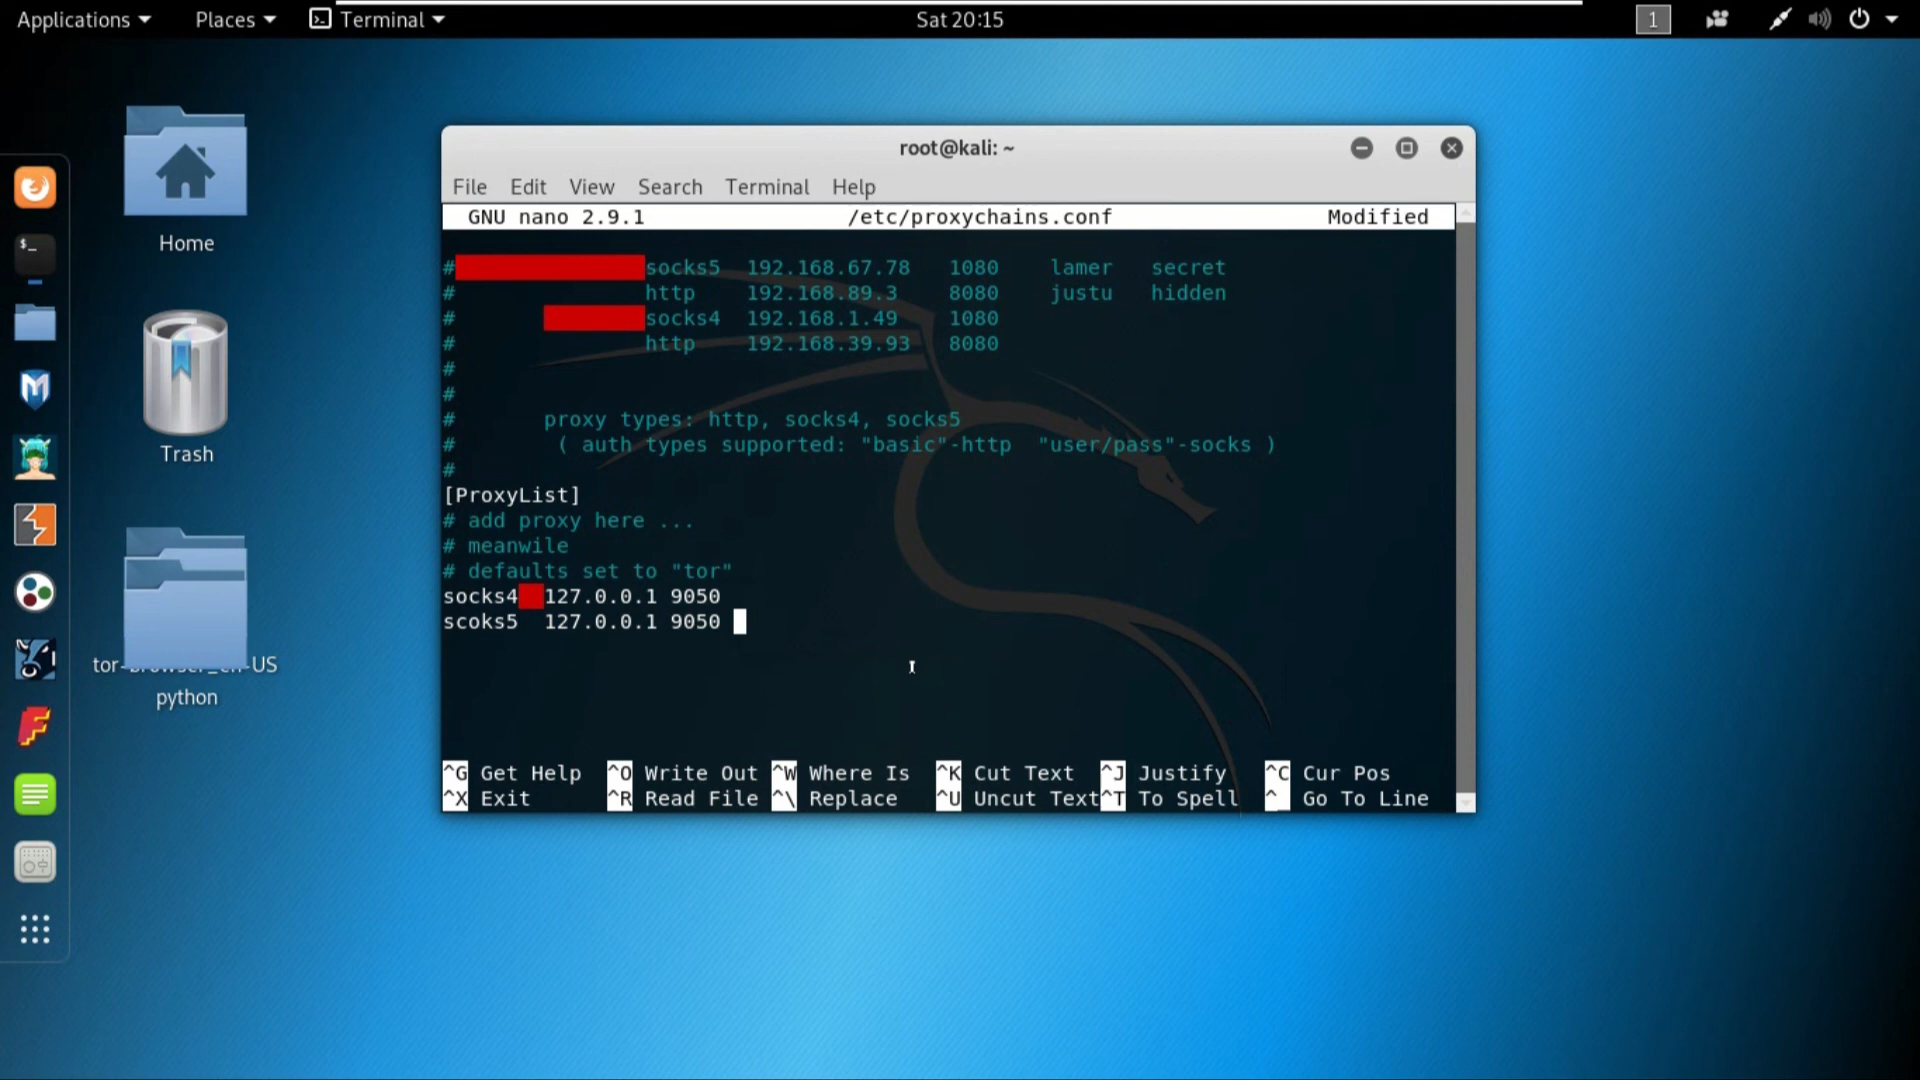 Applications Places Terminal Sat 20:15 1
Home
Trash
tor-browser_en-US
python
root@kali: ~
File Edit View Search Terminal Help
GNU nano 2.9.1 /etc/proxychains.conf Modified
# socks5 192.168.67.78 1080 lamer secret
# http 192.168.89.3 8080 justu hidden
# socks4 192.168.1.49 1080
# http 192.168.39.93 8080
#
#
# proxy types: http, socks4, socks5
# ( auth types supported: "basic"-http "user/pass"-socks )
#
[ProxyList]
# add proxy here ...
# meanwile
# defaults set to "tor"
socks4 127.0.0.1 9050
scoks5 127.0.0.1 9050
^G Get Help ^O Write Out ^W Where Is ^K Cut Text ^J Justify ^C Cur Pos
^X Exit ^R Read File ^\ Replace ^U Uncut Text ^T To Spell ^_ Go To Line